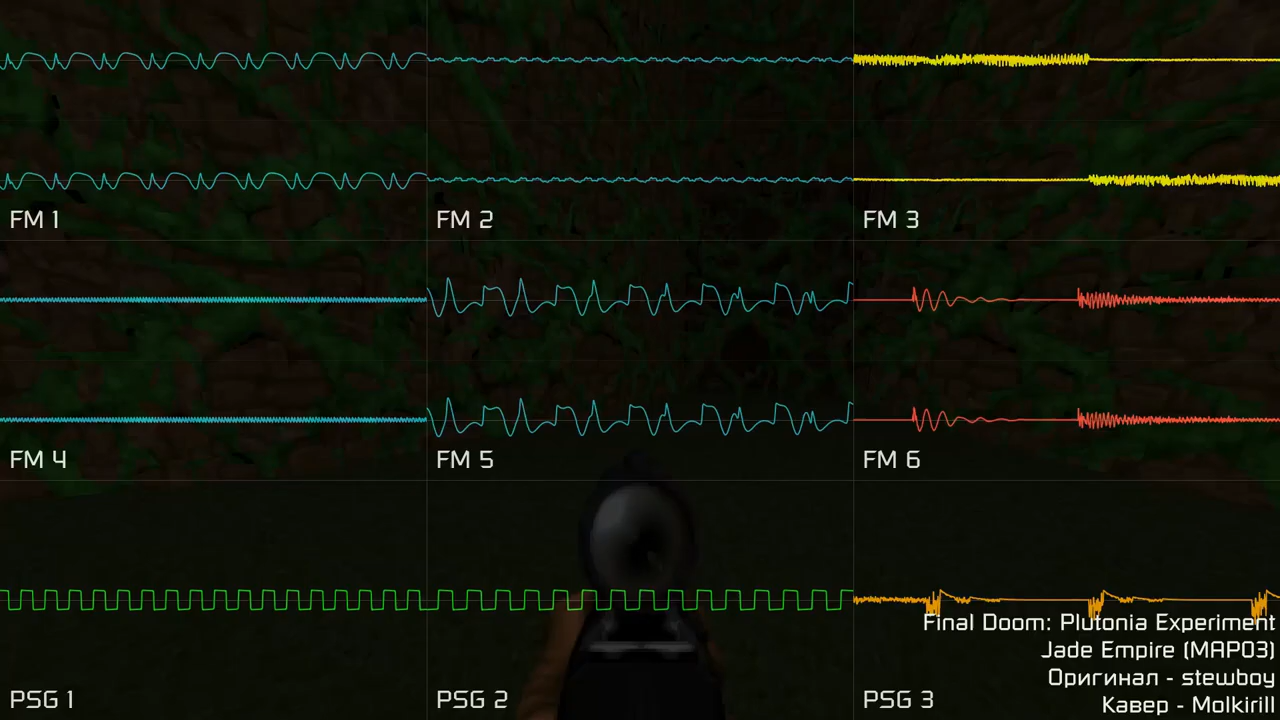 FM 1
FM 2
FM 3
FM 4
FM 5
FM 6
PSG 1
PSG 2
PSG 3
Final Doom: Plutonia Experiment
Jade Empire (MAP03)
Оригинал - stewboy
Кавер - Molkirill